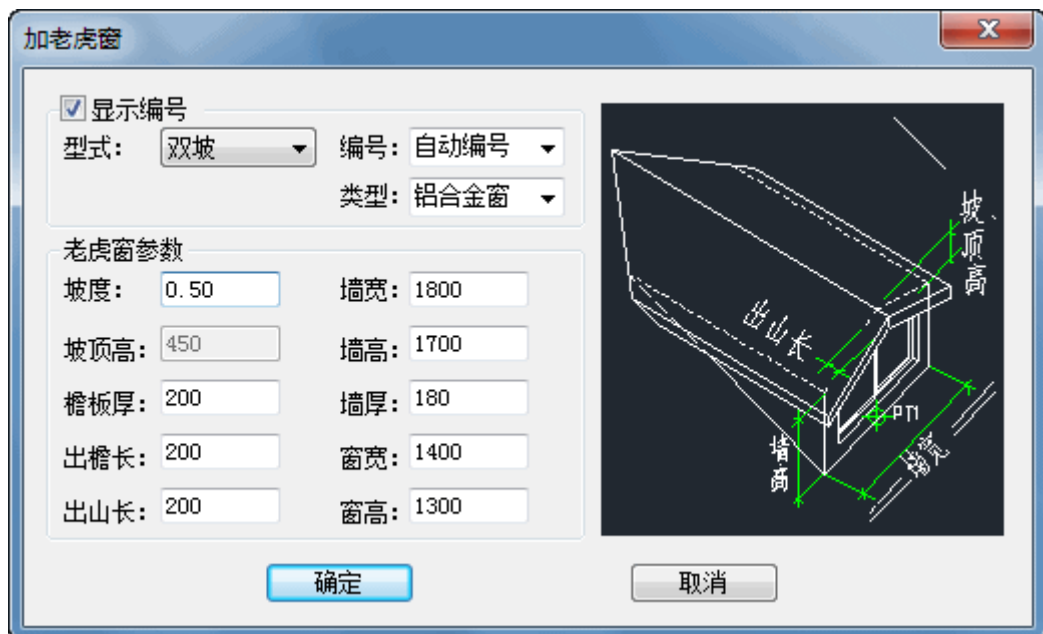 加老虎窗
x
显示编号
型式: 双坡 编号: 自动编号
类型: 铝合金窗
老虎窗参数
坡度: 0.50 墙宽: 1800
坡顶高: 450 墙高: 1700
檐板厚: 200 墙厚: 180
出檐长: 200 窗宽: 1400
出山长: 200 窗高: 1300
坡顶高
出山长
PT1
墙高
墙宽
确定 取消